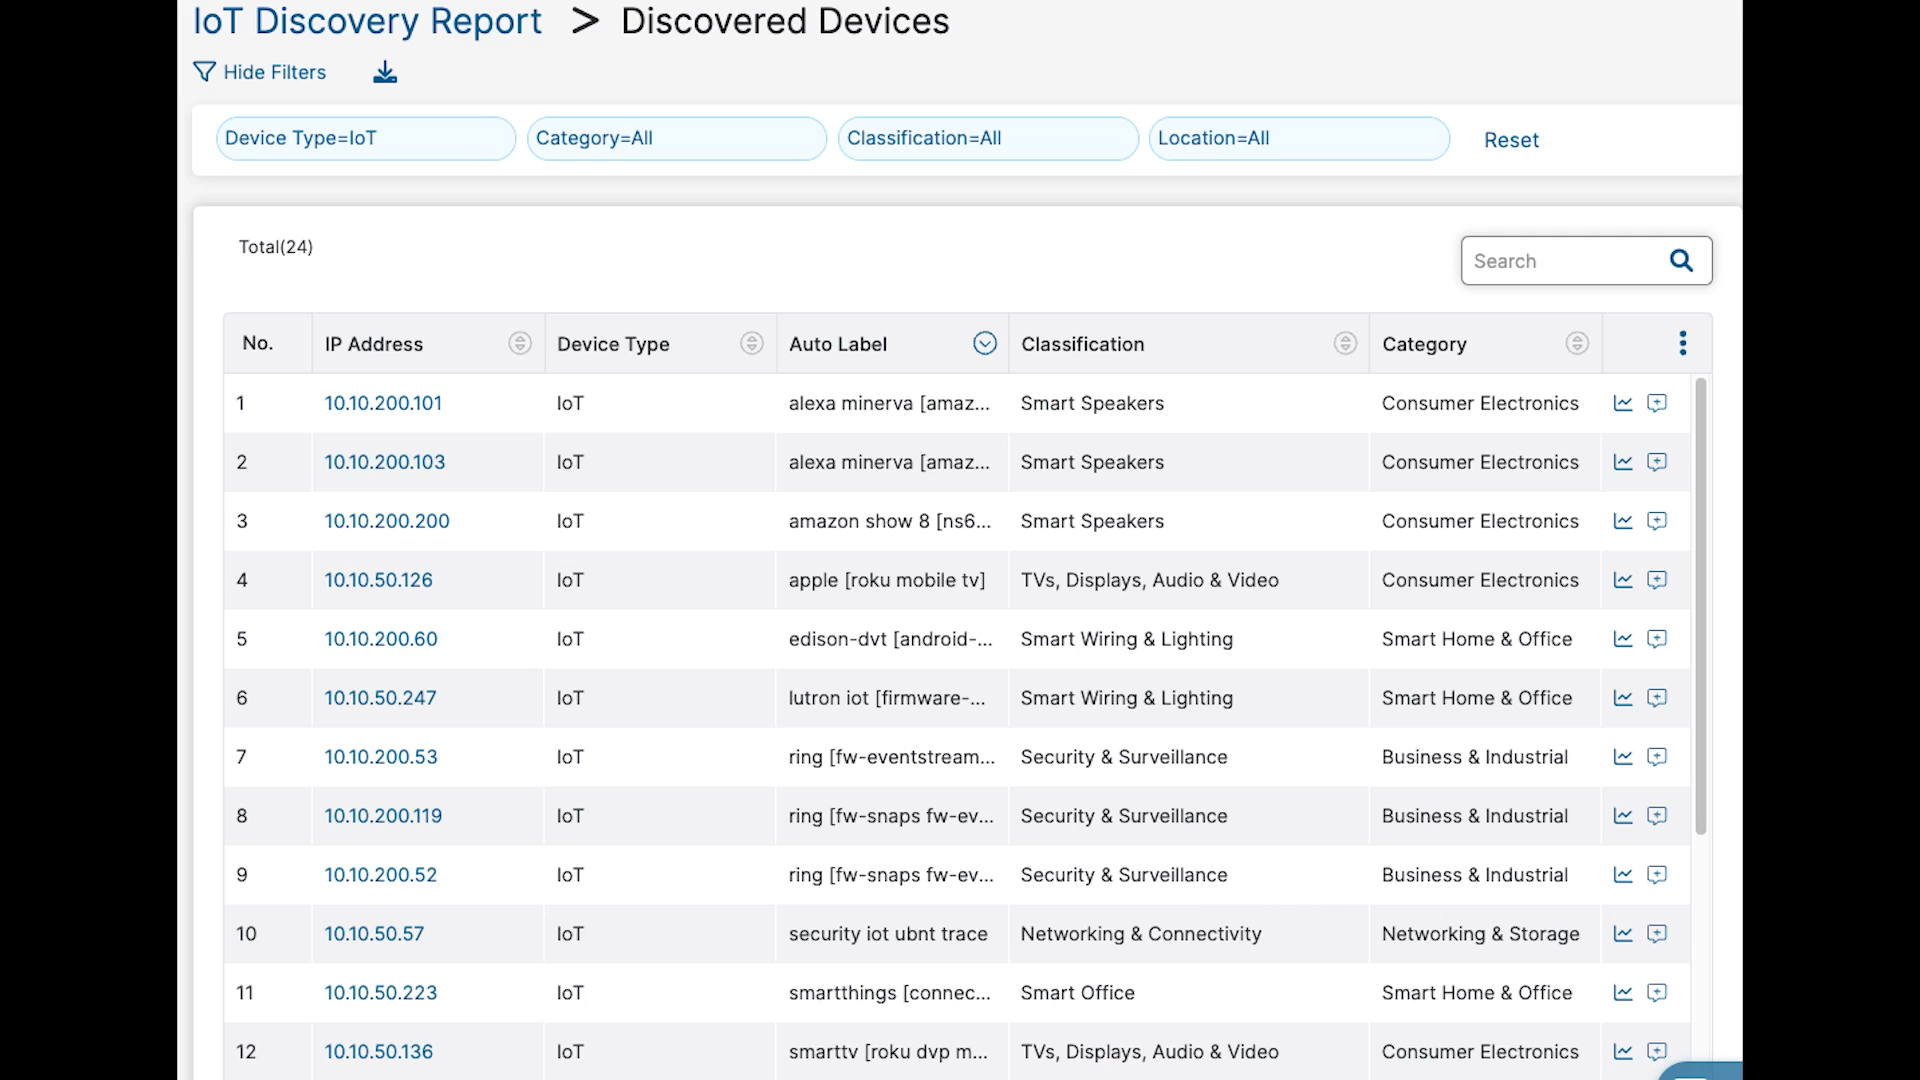 IoT Discovery Report > Discovered Devices
Hide Filters
Device Type=IoT Category=All Classification=All Location=All Reset
Total(24)
Search
No. IP Address Device Type Auto Label Classification Category
1 10.10.200.101 IoT alexa minerva [amaz... Smart Speakers Consumer Electronics
2 10.10.200.103 IoT alexa minerva [amaz... Smart Speakers Consumer Electronics
3 10.10.200.200 IoT amazon show 8 [ns6... Smart Speakers Consumer Electronics
4 10.10.50.126 IoT apple [roku mobile tv] TVs, Displays, Audio & Video Consumer Electronics
5 10.10.200.60 IoT edison-dvt [android-... Smart Wiring & Lighting Smart Home & Office
6 10.10.50.247 IoT lutron iot [firmware-... Smart Wiring & Lighting Smart Home & Office
7 10.10.200.53 IoT ring [fw-eventstream... Security & Surveillance Business & Industrial
8 10.10.200.119 IoT ring [fw-snaps fw-ev... Security & Surveillance Business & Industrial
9 10.10.200.52 IoT ring [fw-snaps fw-ev... Security & Surveillance Business & Industrial
10 10.10.50.57 IoT security iot ubnt trace Networking & Connectivity Networking & Storage
11 10.10.50.223 IoT smartthings [connec... Smart Office Smart Home & Office
12 10.10.50.136 IoT smarttv [roku dvp m... TVs, Displays, Audio & Video Consumer Electronics